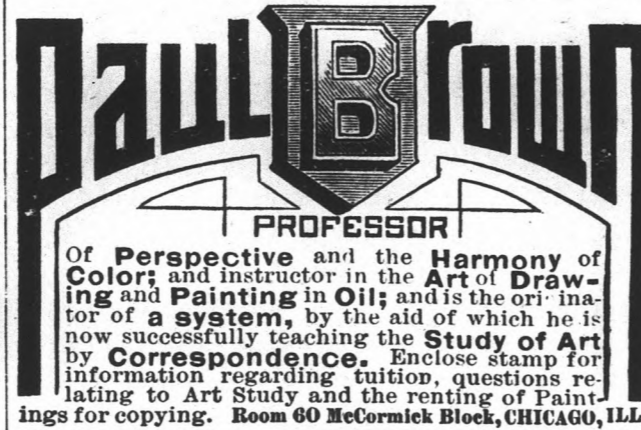 Paul Brown
PROFESSOR
Of Perspective and the Harmony of
Color; and instructor in the Art of Draw-
ing and Painting in Oil; and is the ori inа-
tor of a system, by the aid of which he is
now successfully teaching the Study of Art
by Correspondence. Enclose stamp for
information regarding tuition, questions re-
lating to Art Study and the renting of Paint-
ings for copying. Room 60 McCormick Block, CHICAGO, ILL